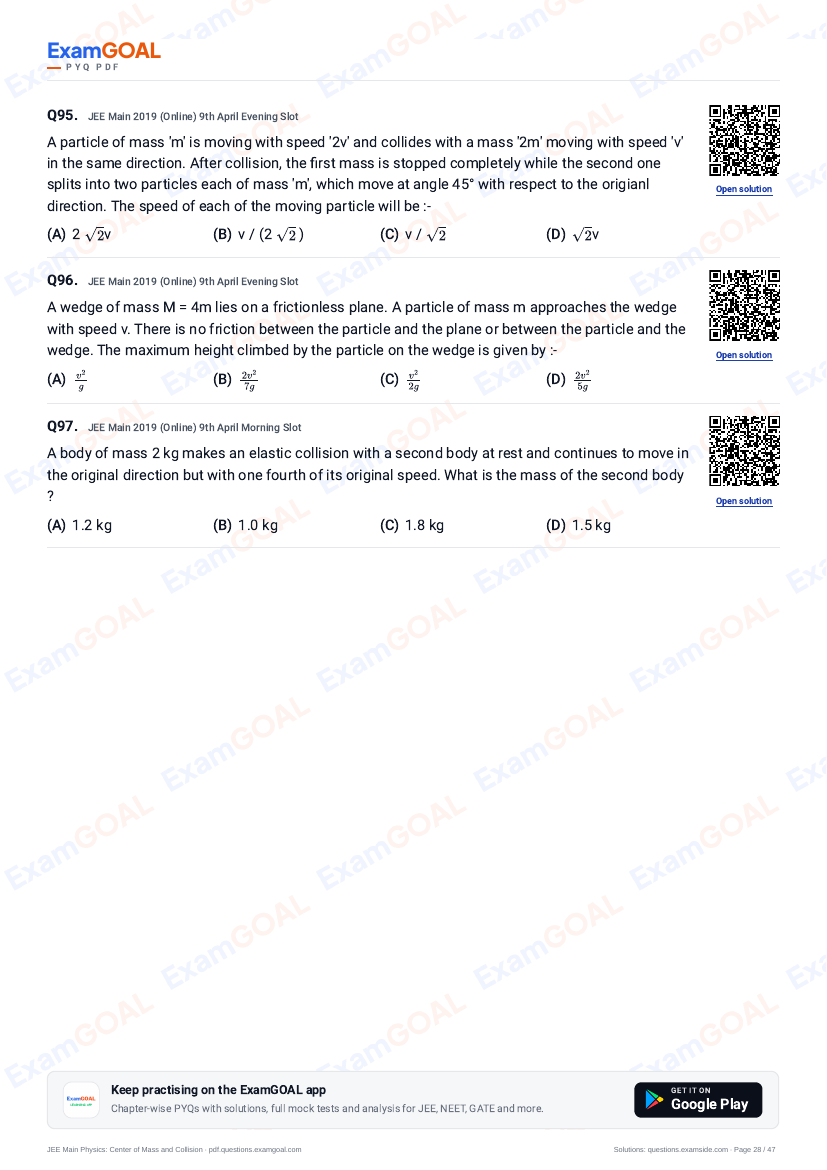 ExamGOAL
PYQ PDF
Q95. JEE Main 2019 (Online) 9th April Evening Slot
A particle of mass 'm' is moving with speed '2v' and collides with a mass '2m' moving with speed 'v'
in the same direction. After collision, the first mass is stopped completely while the second one
splits into two particles each of mass 'm', which move at angle 45° with respect to the origianl
direction. The speed of each of the moving particle will be :-
Open solution
(A) 2 √2v (B) v / (2 √2 ) (C) v / √2 (D) √2v
Q96. JEE Main 2019 (Online) 9th April Evening Slot
A wedge of mass M = 4m lies on a frictionless plane. A particle of mass m approaches the wedge
with speed v. There is no friction between the particle and the plane or between the particle and the
wedge. The maximum height climbed by the particle on the wedge is given by :-
Open solution
(A) v²/g (B) 2v²/7g (C) v²/2g (D) 2v²/5g
Q97. JEE Main 2019 (Online) 9th April Morning Slot
A body of mass 2 kg makes an elastic collision with a second body at rest and continues to move in
the original direction but with one fourth of its original speed. What is the mass of the second body
?
Open solution
(A) 1.2 kg (B) 1.0 kg (C) 1.8 kg (D) 1.5 kg
ExamGOAL
Keep practising on the ExamGOAL app
Chapter-wise PYQs with solutions, full mock tests and analysis for JEE, NEET, GATE and more.
GET IT ON
Google Play
JEE Main Physics: Center of Mass and Collision · pdf.questions.examgoal.com Solutions: questions.examside.com · Page 28 / 47